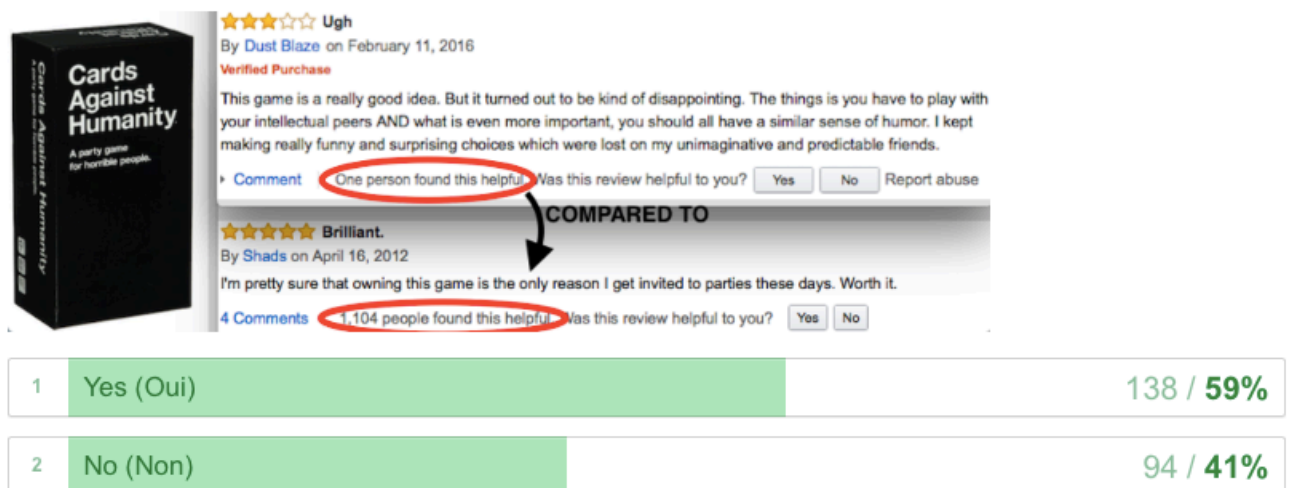 Cards
Against
Humanity
A party game
for horrible people.
Cards Against Humanity
Ugh
By Dust Blaze on February 11, 2016
Verified Purchase
This game is a really good idea. But it turned out to be kind of disappointing. The things is you have to play with
your intellectual peers AND what is even more important, you should all have a similar sense of humor. I kept
making really funny and surprising choices which were lost on my unimaginative and predictable friends.
Comment One person found this helpful. Was this review helpful to you? Yes No Report abuse
COMPARED TO
Brilliant.
By Shads on April 16, 2012
I'm pretty sure that owning this game is the only reason I get invited to parties these days. Worth it.
4 Comments 1,104 people found this helpful. Was this review helpful to you? Yes No
1 Yes (Oui) 138 / 59%
2 No (Non) 94 / 41%